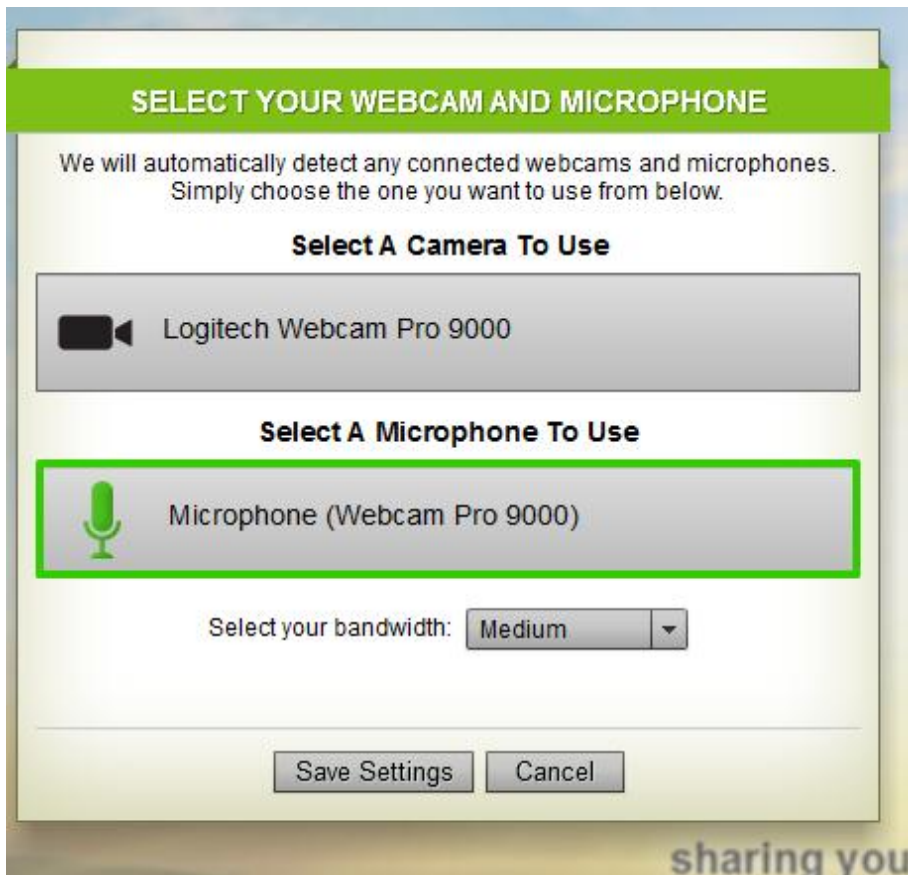 SELECT YOUR WEBCAM AND MICROPHONE
We will automatically detect any connected webcams and microphones.
Simply choose the one you want to use from below.
Select A Camera To Use
Logitech Webcam Pro 9000
Select A Microphone To Use
Microphone (Webcam Pro 9000)
Select your bandwidth: Medium
Save Settings Cancel
sharing you